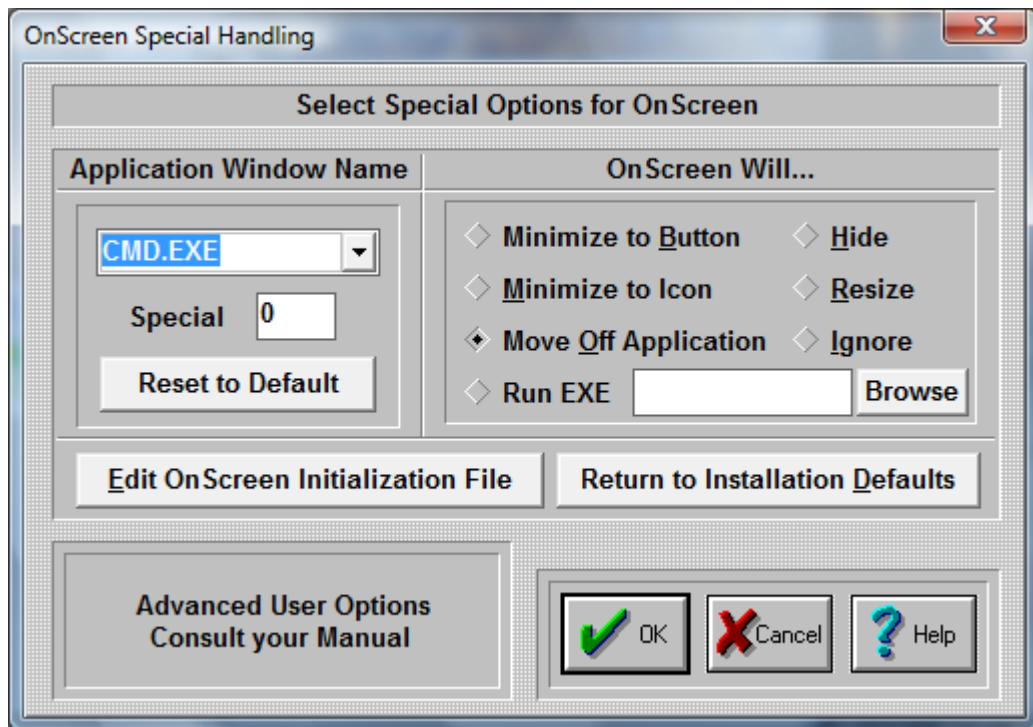 OnScreen Special Handling
Select Special Options for OnScreen
Application Window Name
OnScreen Will...
CMD.EXE
Special 0
Reset to Default
Minimize to Button
Hide
Minimize to Icon
Resize
Move Off Application
Ignore
Run EXE
Browse
Edit OnScreen Initialization File
Return to Installation Defaults
Advanced User Options
Consult your Manual
OK
Cancel
Help